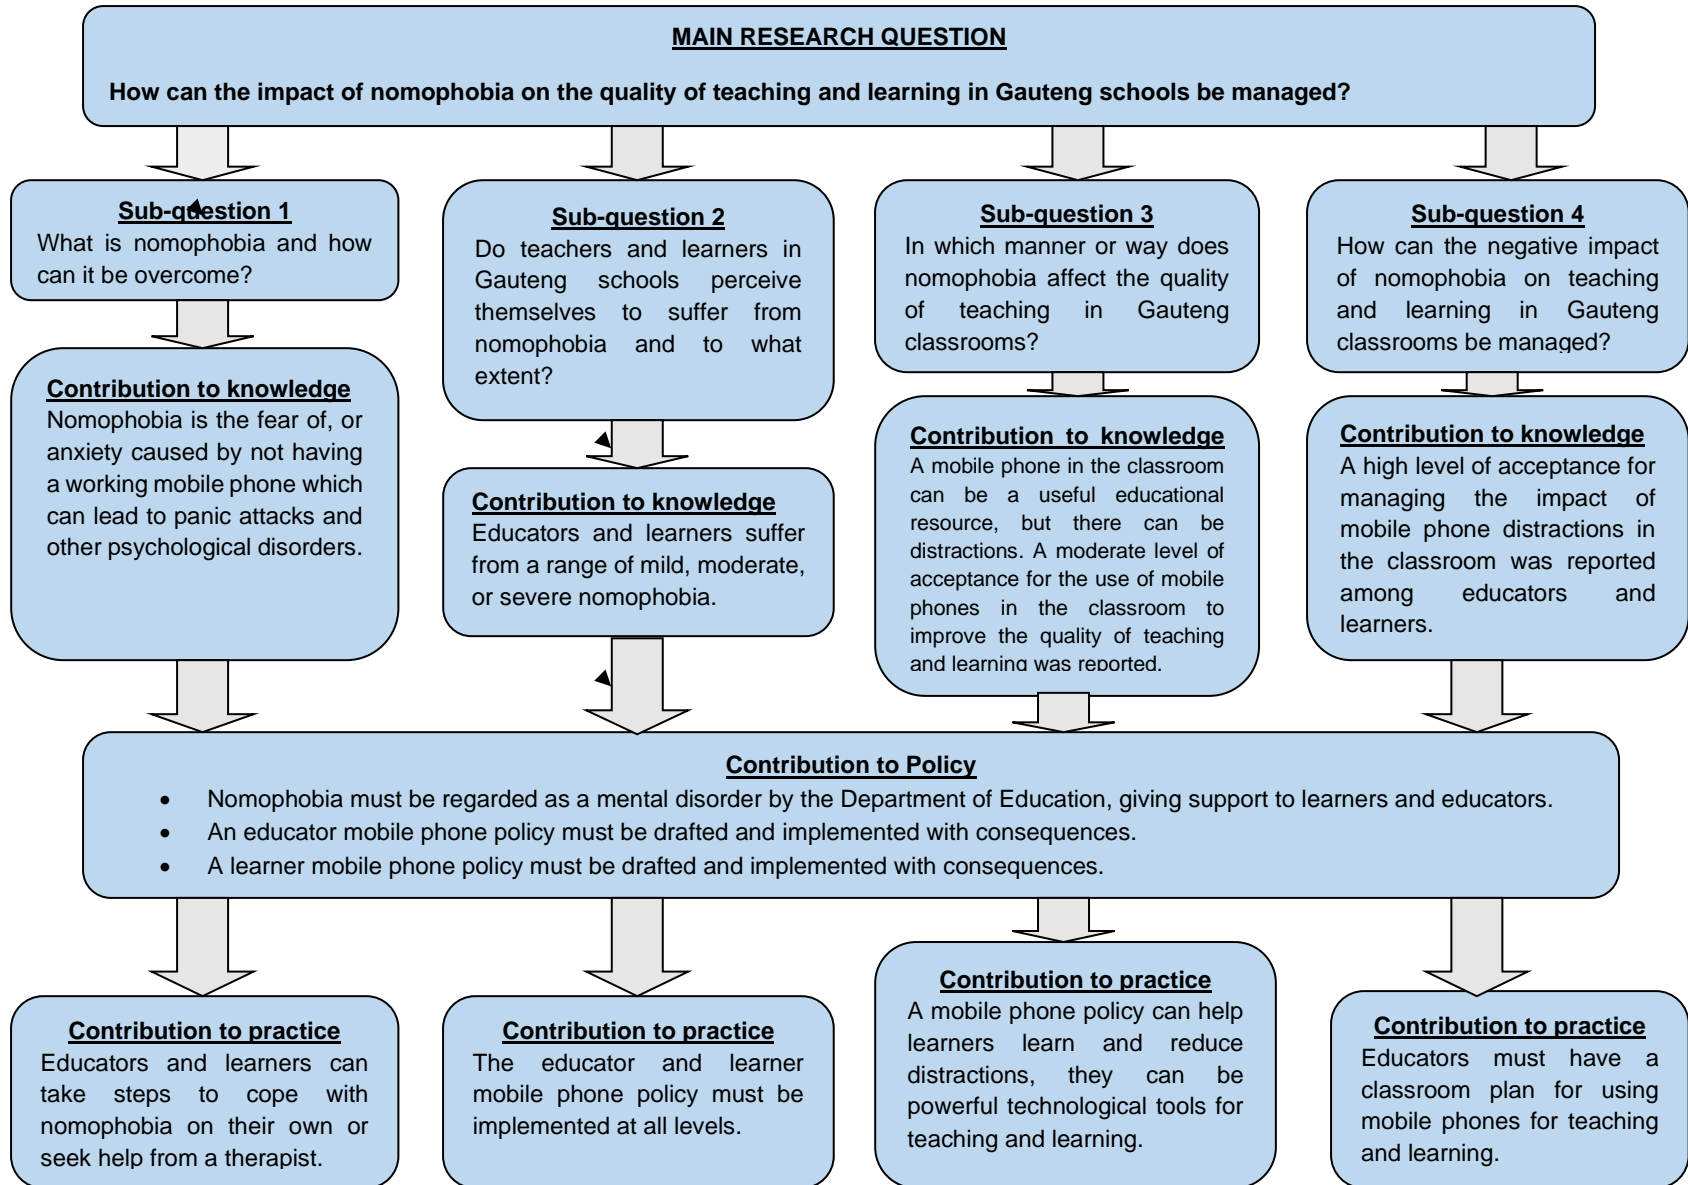 MAIN RESEARCH QUESTION
How can the impact of nomophobia on the quality of teaching and learning in Gauteng schools be managed?
Sub-question 1
What is nomophobia and how
can it be overcome?
Sub-question 2
Do teachers and learners in
Gauteng schools perceive
themselves to suffer from
nomophobia and to what
extent?
Sub-question 3
In which manner or way does
nomophobia affect the quality
of teaching in Gauteng
classrooms?
Sub-question 4
How can the negative impact
of nomophobia on teaching
and learning in Gauteng
classrooms be managed?
Contribution to knowledge
Nomophobia is the fear of, or
anxiety caused by not having
a working mobile phone which
can lead to panic attacks and
other psychological disorders.
Contribution to knowledge
Educators and learners suffer
from a range of mild, moderate,
or severe nomophobia.
Contribution to knowledge
A mobile phone in the classroom
can be a useful educational
resource, but there can be
distractions. A moderate level of
acceptance for the use of mobile
phones in the classroom to
improve the quality of teaching
and learning was reported.
Contribution to knowledge
A high level of acceptance for
managing the impact of
mobile phone distractions in
the classroom was reported
among educators and
learners.
Contribution to Policy
• Nomophobia must be regarded as a mental disorder by the Department of Education, giving support to learners and educators.
• An educator mobile phone policy must be drafted and implemented with consequences.
• A learner mobile phone policy must be drafted and implemented with consequences.
Contribution to practice
Educators and learners can
take steps to cope with
nomophobia on their own or
seek help from a therapist.
Contribution to practice
The educator and learner
mobile phone policy must be
implemented at all levels.
Contribution to practice
A mobile phone policy can help
learners learn and reduce
distractions, they can be
powerful technological tools for
teaching and learning.
Contribution to practice
Educators must have a
classroom plan for using
mobile phones for teaching
and learning.